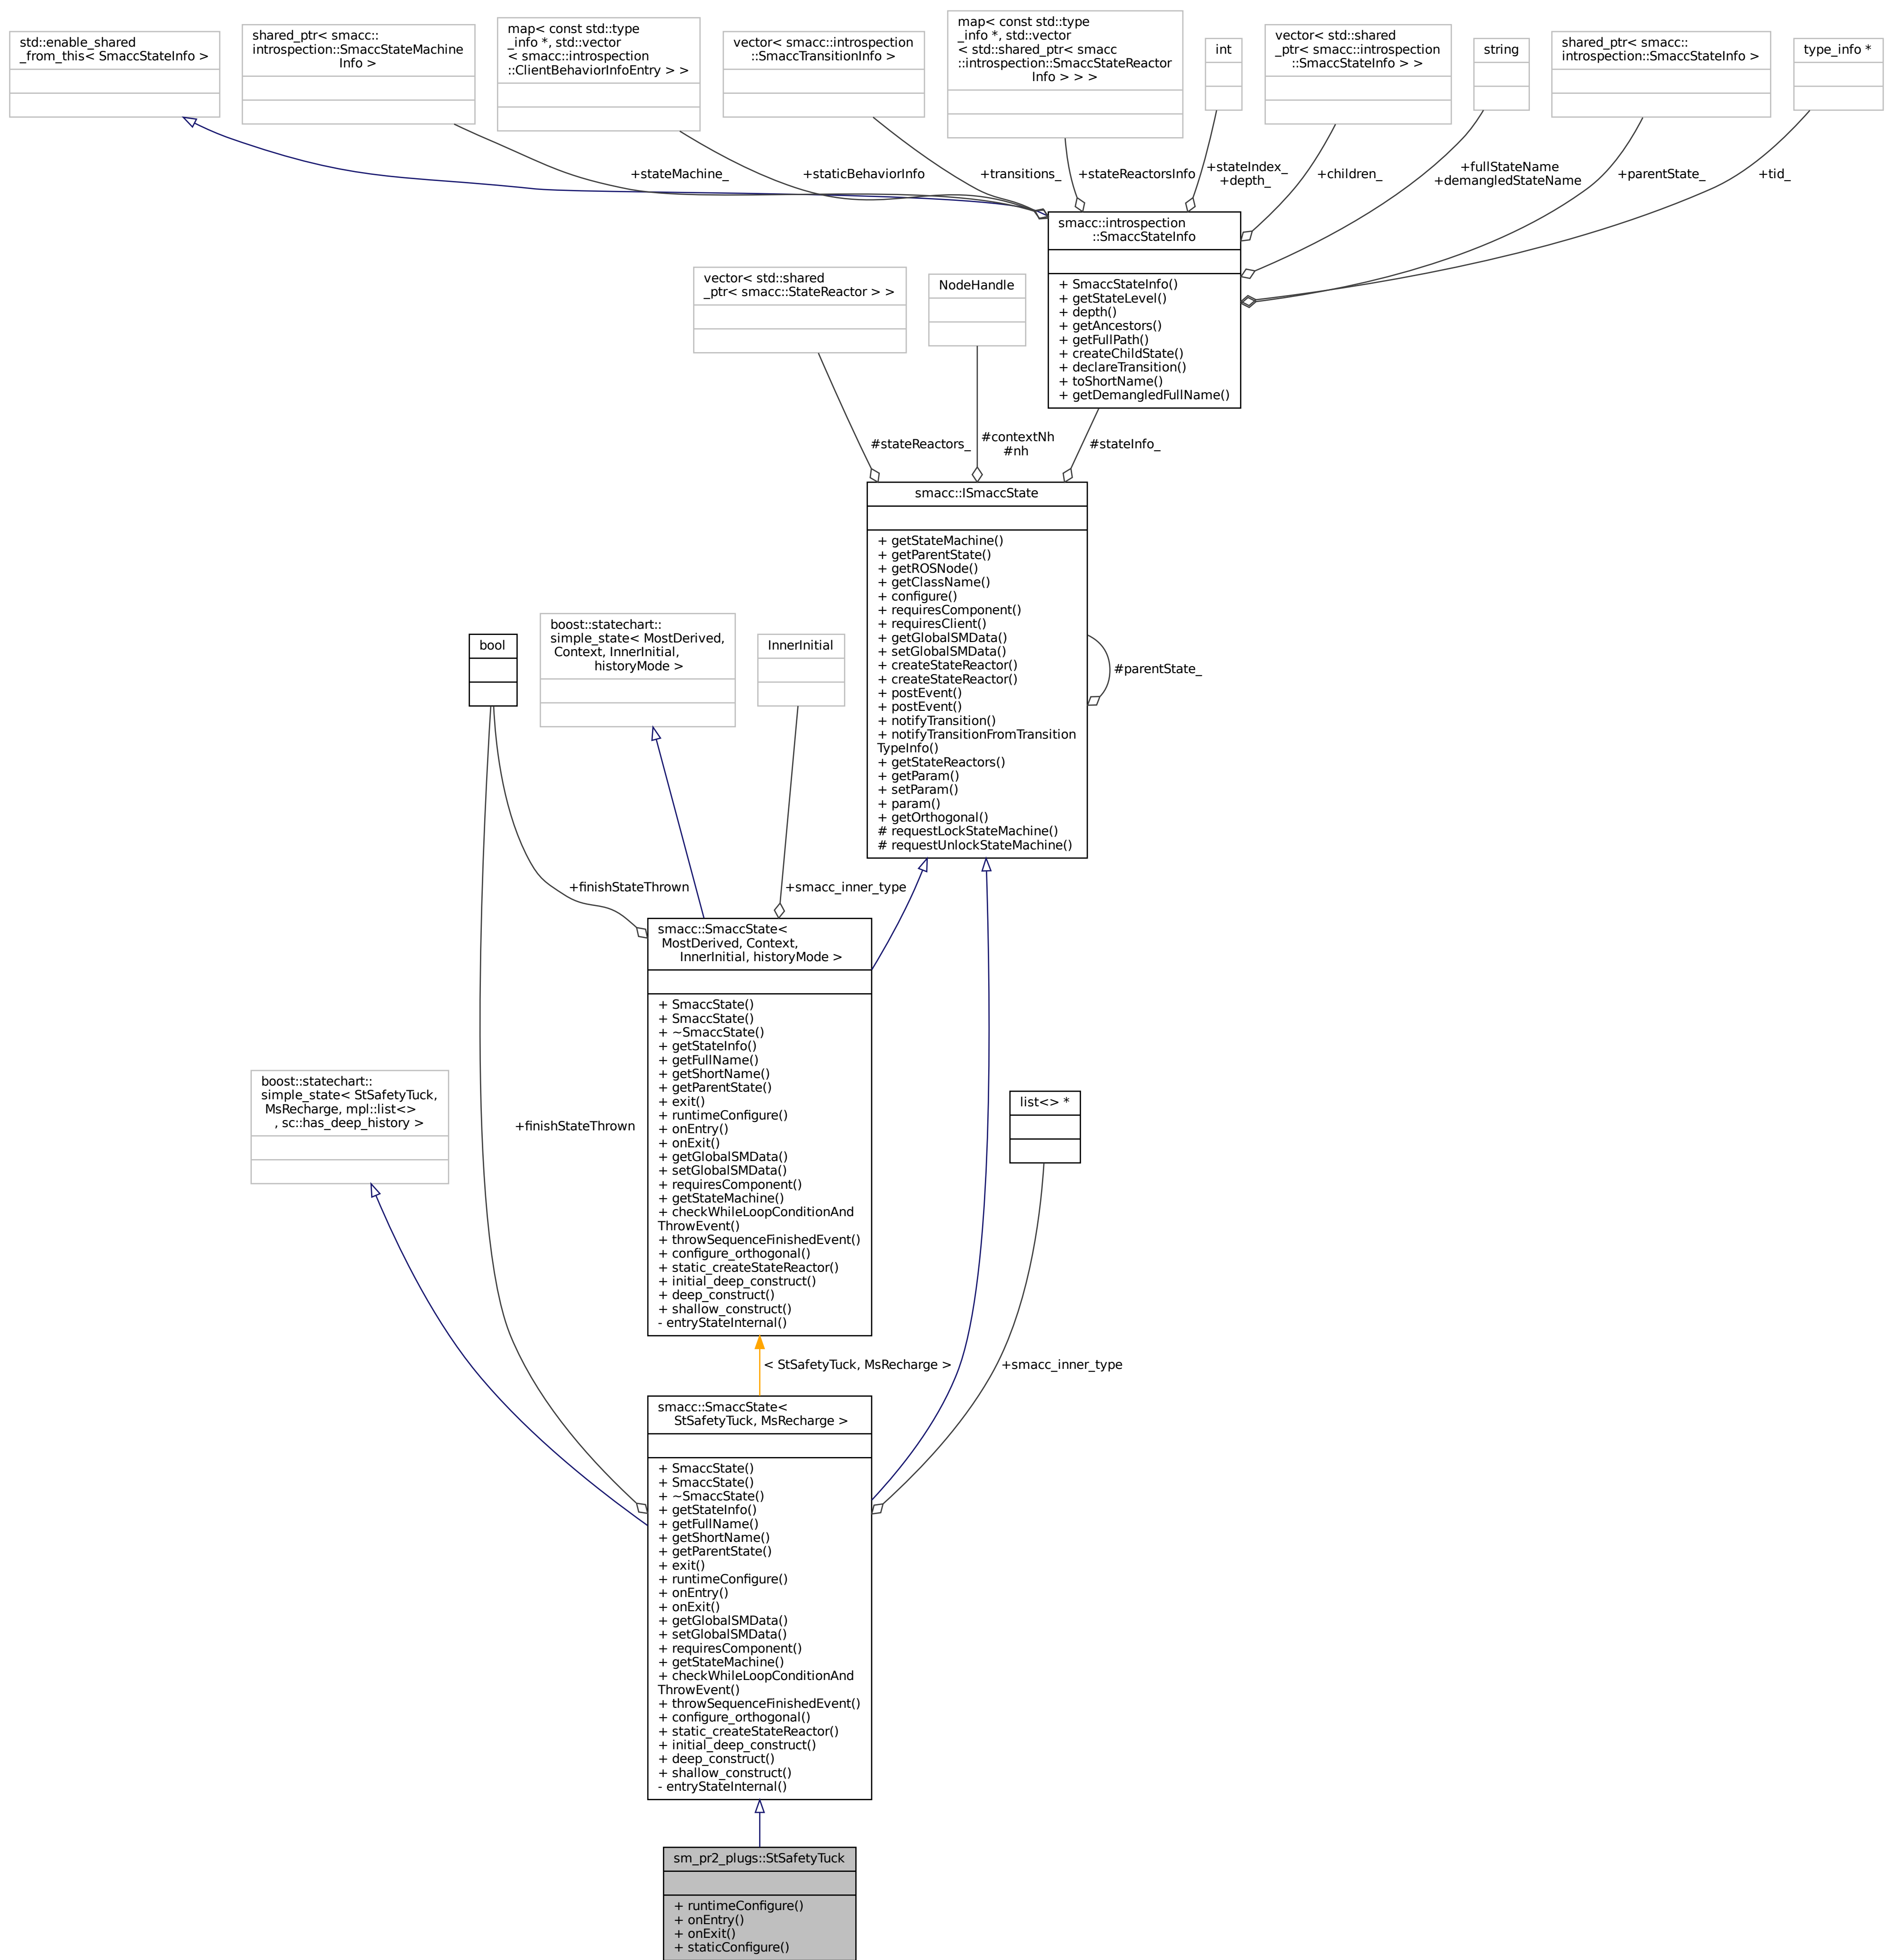 std::enable_shared
_from_this< SmaccStateInfo >
shared_ptr< smacc::
introspection::SmaccStateMachine
Info >
map< const std::type
_info *, std::vector
< smacc::introspection
::ClientBehaviorInfoEntry > >
vector< smacc::introspection
::SmaccTransitionInfo >
map< const std::type
_info *, std::vector
< std::shared_ptr< smacc
::introspection::SmaccStateReactor
Info > > >
int
vector< std::shared
_ptr< smacc::introspection
::SmaccStateInfo > >
string
shared_ptr< smacc::
introspection::SmaccStateInfo >
type_info *
+stateMachine_
+staticBehaviorInfo
+transitions_
+stateReactorsInfo
+stateIndex_
+depth_
+children_
+fullStateName
+demangledStateName
+parentState_
+tid_
smacc::introspection
::SmaccStateInfo
+ SmaccStateInfo()
+ getStateLevel()
+ depth()
+ getAncestors()
+ getFullPath()
+ createChildState()
+ declareTransition()
+ toShortName()
+ getDemangledFullName()
vector< std::shared
_ptr< smacc::StateReactor > >
NodeHandle
#stateReactors_
#contextNh
#nh
#stateInfo_
smacc::ISmaccState
+ getStateMachine()
+ getParentState()
+ getROSNode()
+ getClassName()
+ configure()
+ requiresComponent()
+ requiresClient()
+ getGlobalSMData()
+ setGlobalSMData()
+ createStateReactor()
+ createStateReactor()
+ postEvent()
+ postEvent()
+ notifyTransition()
+ notifyTransitionFromTransition
TypeInfo()
+ getStateReactors()
+ getParam()
+ setParam()
+ param()
+ getOrthogonal()
# requestLockStateMachine()
# requestUnlockStateMachine()
#parentState_
bool
boost::statechart::
simple_state< MostDerived,
Context, InnerInitial,
historyMode >
InnerInitial
+finishStateThrown
+smacc_inner_type
smacc::SmaccState<
MostDerived, Context,
InnerInitial, historyMode >
+ SmaccState()
+ SmaccState()
+ ~SmaccState()
+ getStateInfo()
+ getFullName()
+ getShortName()
+ getParentState()
+ exit()
+ runtimeConfigure()
+ onEntry()
+ onExit()
+ getGlobalSMData()
+ setGlobalSMData()
+ requiresComponent()
+ getStateMachine()
+ checkWhileLoopConditionAnd
ThrowEvent()
+ throwSequenceFinishedEvent()
+ configure_orthogonal()
+ static_createStateReactor()
+ initial_deep_construct()
+ deep_construct()
+ shallow_construct()
- entryStateInternal()
boost::statechart::
simple_state< StSafetyTuck,
MsRecharge, mpl::list<>
, sc::has_deep_history >
+finishStateThrown
list<> *
< StSafetyTuck, MsRecharge >
+smacc_inner_type
smacc::SmaccState<
StSafetyTuck, MsRecharge >
+ SmaccState()
+ SmaccState()
+ ~SmaccState()
+ getStateInfo()
+ getFullName()
+ getShortName()
+ getParentState()
+ exit()
+ runtimeConfigure()
+ onEntry()
+ onExit()
+ getGlobalSMData()
+ setGlobalSMData()
+ requiresComponent()
+ getStateMachine()
+ checkWhileLoopConditionAnd
ThrowEvent()
+ throwSequenceFinishedEvent()
+ configure_orthogonal()
+ static_createStateReactor()
+ initial_deep_construct()
+ deep_construct()
+ shallow_construct()
- entryStateInternal()
sm_pr2_plugs::StSafetyTuck
+ runtimeConfigure()
+ onEntry()
+ onExit()
+ staticConfigure()